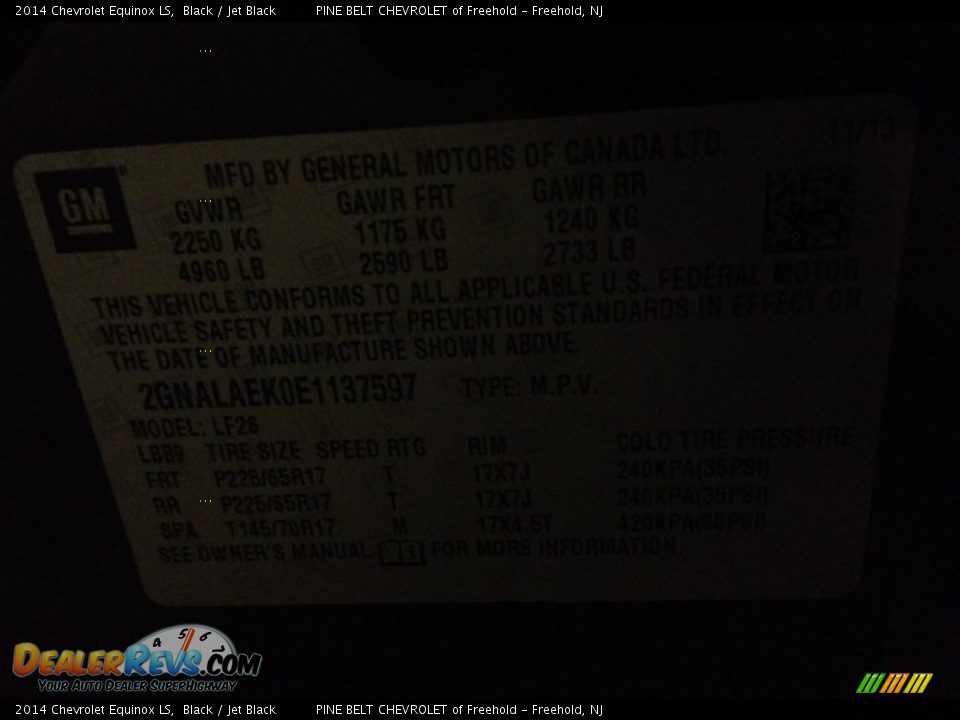 2014 Chevrolet Equinox LS, Black / Jet Black PINE BELT CHEVROLET of Freehold - Freehold, NJ
11/13
GM
MFD BY GENERAL MOTORS OF CANADA LTD.
GVWR GAWR FRT GAWR RR
2250 KG 1175 KG 1240 KG
4960 LB 2590 LB 2733 LB
THIS VEHICLE CONFORMS TO ALL APPLICABLE U.S. FEDERAL MOTOR
VEHICLE SAFETY AND THEFT PREVENTION STANDARDS IN EFFECT ON
THE DATE OF MANUFACTURE SHOWN ABOVE.
2GNALAEK0E1137597 TYPE: M.P.V.
MODEL: LF26
LBB9 TIRE SIZE SPEED RTG RIM COLD TIRE PRESSURE
FRT P225/65R17 T 17X7J 240KPA(35PSI)
RR P225/65R17 T 17X7J 240KPA(35PSI)
SPA T145/70R17 M 17X4.5T 420KPA(60PSI)
SEE OWNER'S MANUAL FOR MORE INFORMATION.
4 5 6 7
DEALERREVS.COM
YOUR AUTO DEALER SUPERHIGHWAY
2014 Chevrolet Equinox LS, Black / Jet Black PINE BELT CHEVROLET of Freehold - Freehold, NJ